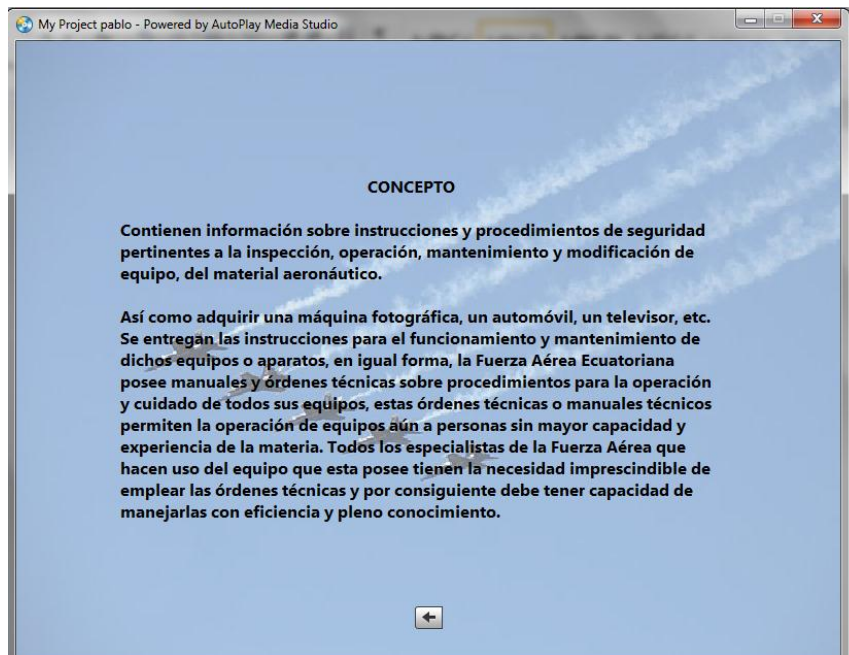 My Project pablo - Powered by AutoPlay Media Studio
CONCEPTO
Contienen información sobre instrucciones y procedimientos de seguridad
pertinentes a la inspección, operación, mantenimiento y modificación de
equipo, del material aeronáutico.
Así como adquirir una máquina fotográfica, un automóvil, un televisor, etc.
Se entregan las instrucciones para el funcionamiento y mantenimiento de
dichos equipos o aparatos, en igual forma, la Fuerza Aérea Ecuatoriana
posee manuales y órdenes técnicas sobre procedimientos para la operación
y cuidado de todos sus equipos, estas órdenes técnicas o manuales técnicos
permiten la operación de equipos aún a personas sin mayor capacidad y
experiencia de la materia. Todos los especialistas de la Fuerza Aérea que
hacen uso del equipo que esta posee tienen la necesidad imprescindible de
emplear las órdenes técnicas y por consiguiente debe tener capacidad de
manejarlas con eficiencia y pleno conocimiento.